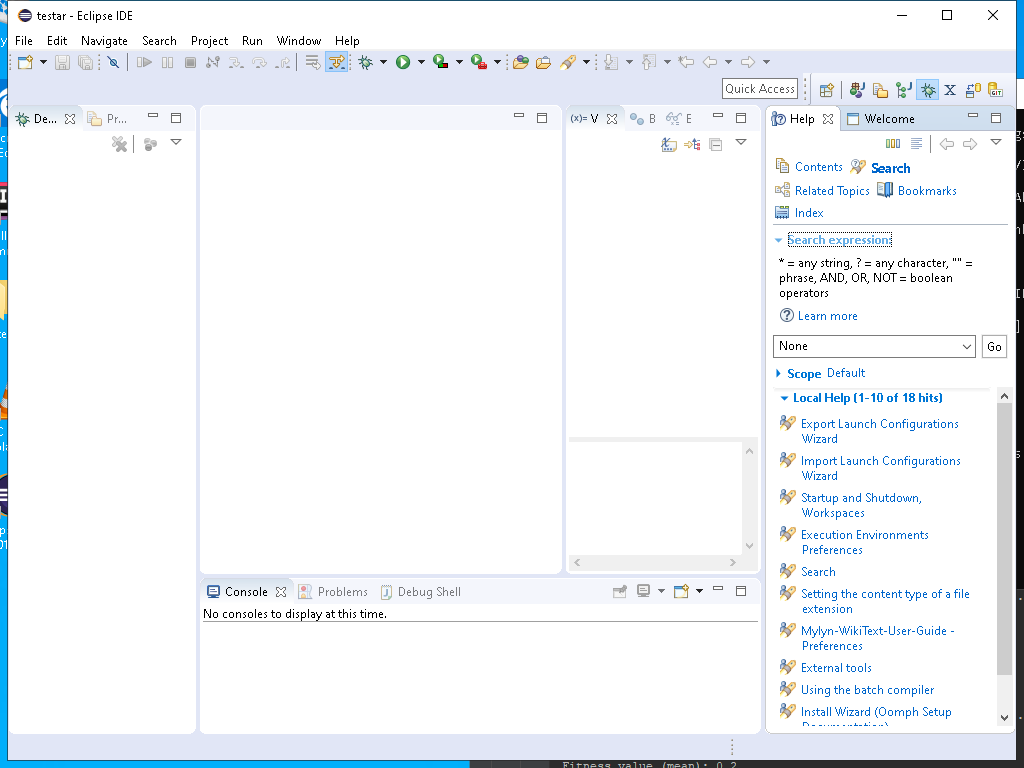 testar - Eclipse IDE
File Edit Navigate Search Project Run Window Help
Quick Access
De... Pr...
(x)= V B E
Help Welcome
Contents Search
Related Topics Bookmarks
Index
Search expression:
* = any string, ? = any character, "" =
phrase, AND, OR, NOT = boolean
operators
Learn more
None Go
Scope Default
Local Help (1-10 of 18 hits)
Export Launch Configurations
Wizard
Import Launch Configurations
Wizard
Startup and Shutdown,
Workspaces
Execution Environments
Preferences
Search
Setting the content type of a file
extension
Mylyn-WikiText-User-Guide -
Preferences
External tools
Using the batch compiler
Install Wizard (Oomph Setup
Console Problems Debug Shell
No consoles to display at this time.
Fitness value (mean): 0.2